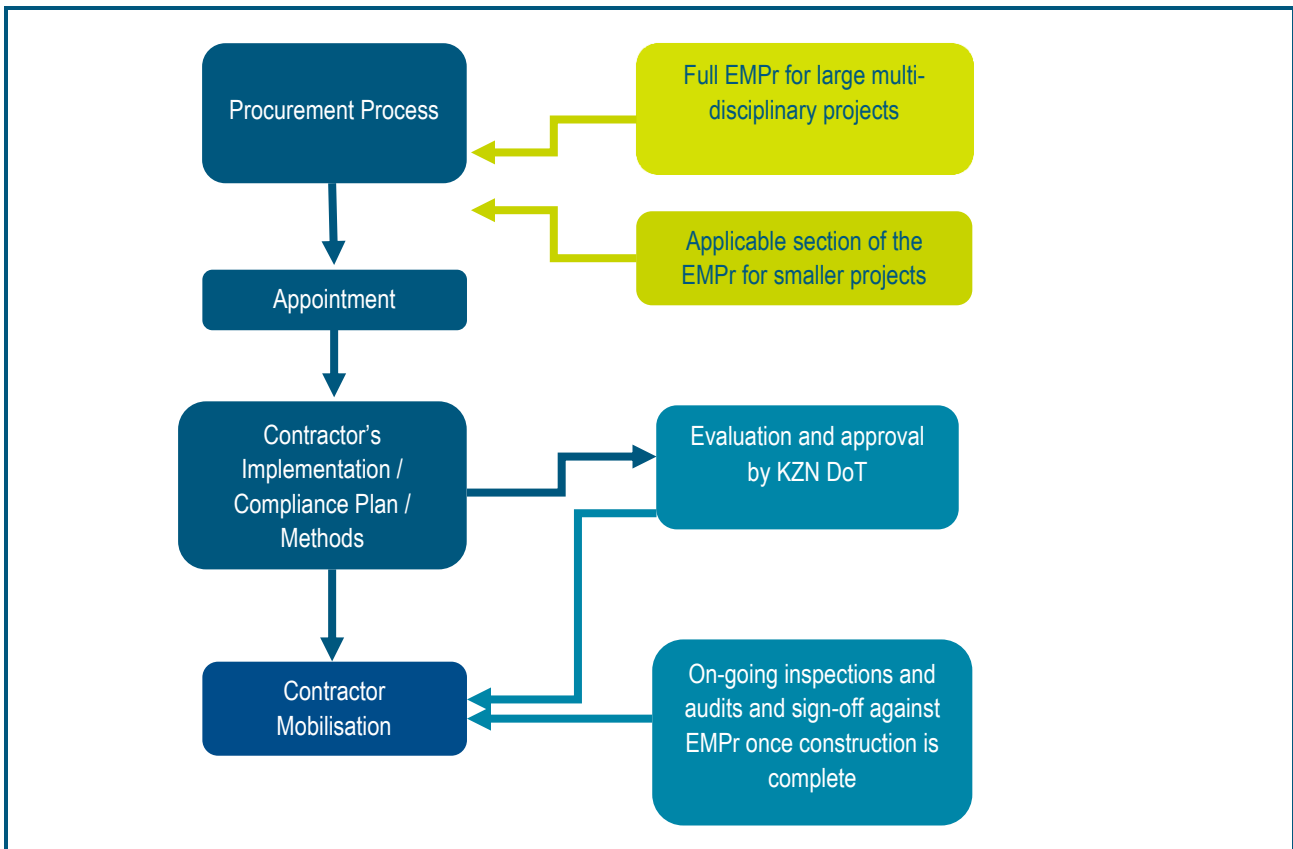 Procurement Process
Full EMPr for large multi-
disciplinary projects
Applicable section of the
EMPr for smaller projects
Appointment
Contractor’s
Implementation /
Compliance Plan /
Methods
Evaluation and approval
by KZN DoT
Contractor
Mobilisation
On-going inspections and
audits and sign-off against
EMPr once construction is
complete